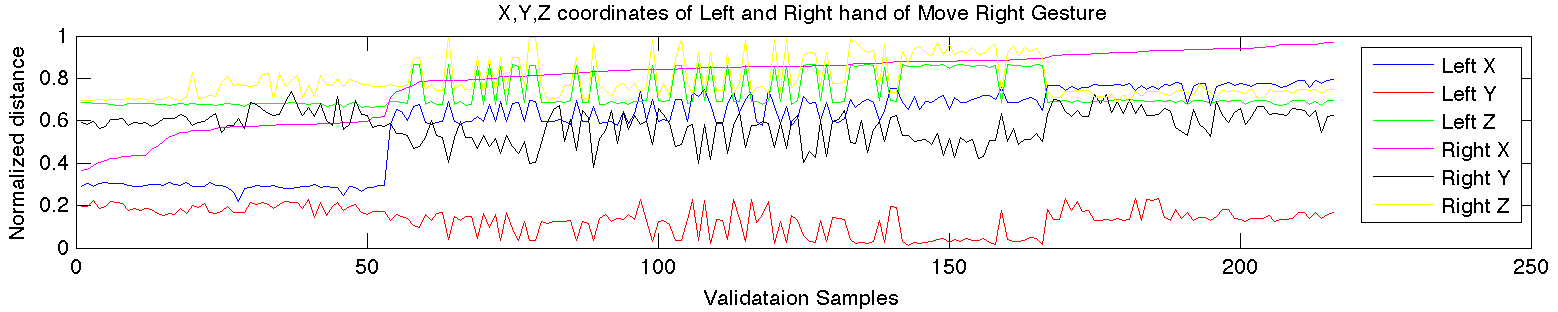 X,Y,Z coordinates of Left and Right hand of Move Right Gesture
Normalized distance
1
0.8
0.6
0.4
0.2
0
0 50 100 150 200 250
Validataion Samples
Left X
Left Y
Left Z
Right X
Right Y
Right Z